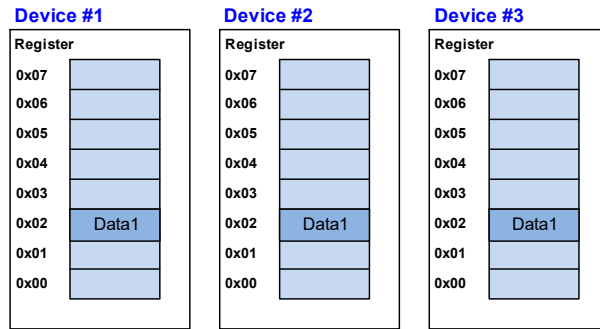 Device #1
Register
0x07
0x06
0x05
0x04
0x03
0x02 Data1
0x01
0x00
Device #2
Register
0x07
0x06
0x05
0x04
0x03
0x02 Data1
0x01
0x00
Device #3
Register
0x07
0x06
0x05
0x04
0x03
0x02 Data1
0x01
0x00